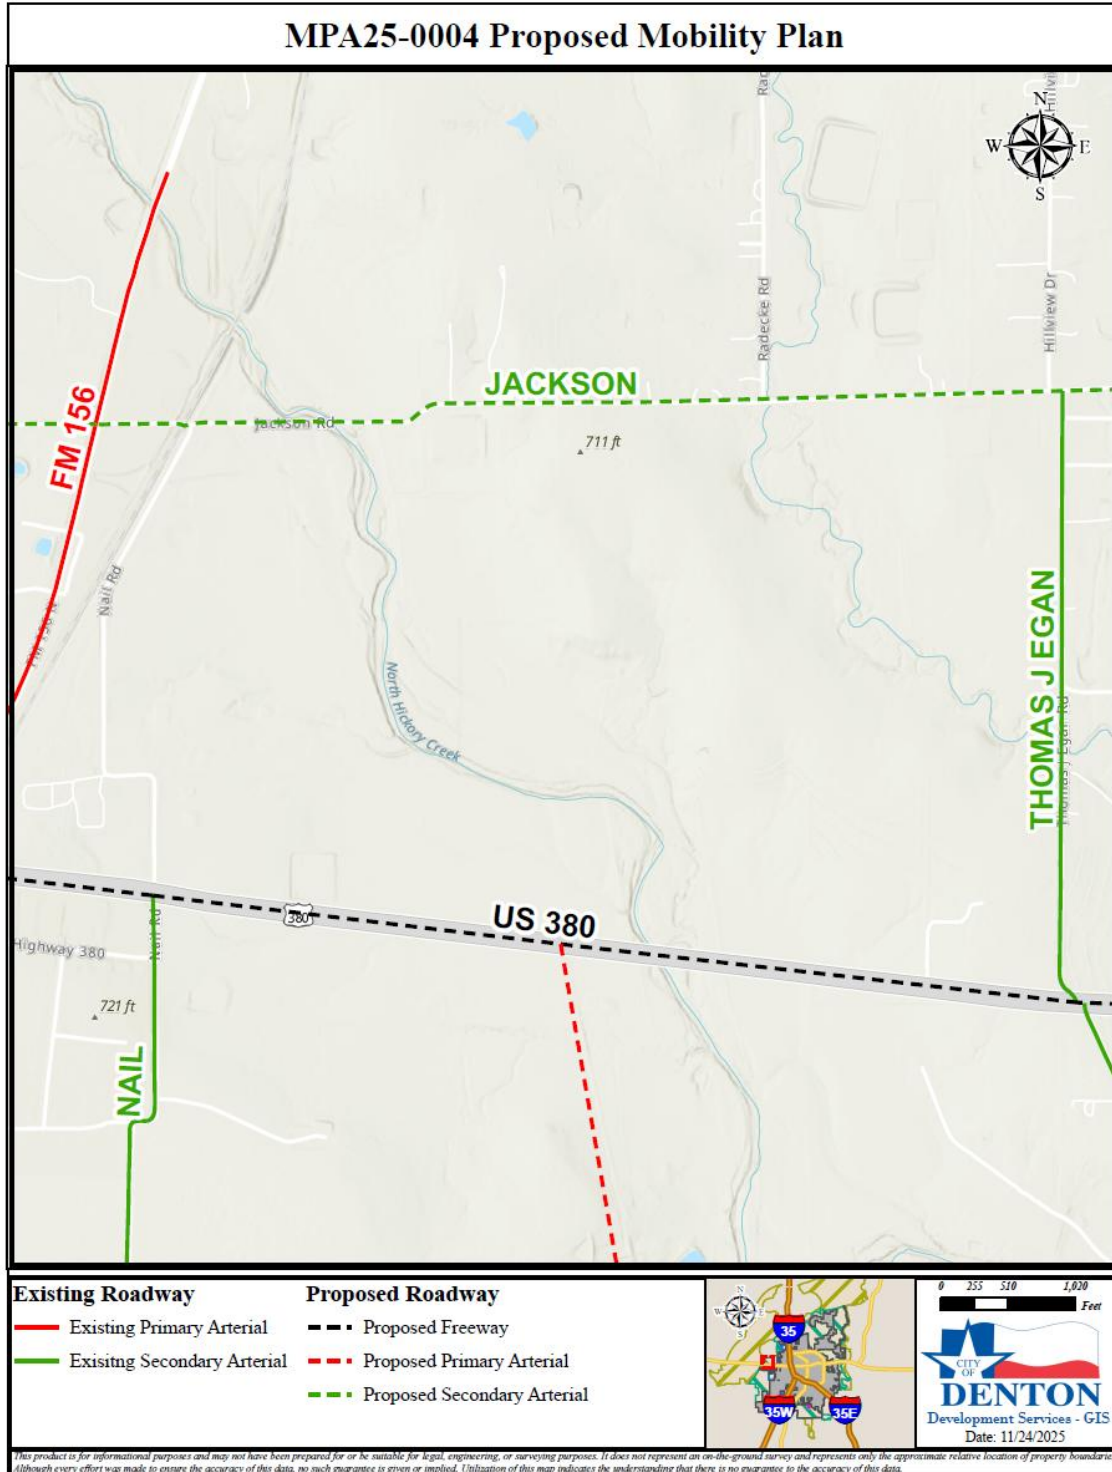 MPA25-0004 Proposed Mobility Plan
N
W E
S
Hillview Dr
Radecke Rd
JACKSON
FM 156
Jackson Rd
711 ft
Nail Rd
FM 156 N
THOMAS J EGAN
Thomas J Egan Rd
North Hickory Creek
US 380
380
Highway 380
Nail Rd
721 ft
NAIL
Existing Roadway
Existing Primary Arterial
Exisitng Secondary Arterial
Proposed Roadway
Proposed Freeway
Proposed Primary Arterial
Proposed Secondary Arterial
N
W E
S
35
35W
35E
0 255 510 1,020
Feet
CITY
OF
DENTON
Development Services - GIS
Date: 11/24/2025
This product is for informational purposes and may not have been prepared for or be suitable for legal, engineering, or surveying purposes. It does not represent an on-the-ground survey and represents only the approximate relative location of property boundaries
Although every effort was made to ensure the accuracy of this data, no such guarantee is given or implied. Utilization of this map indicates the understanding that there is no guarantee to the accuracy of this data.